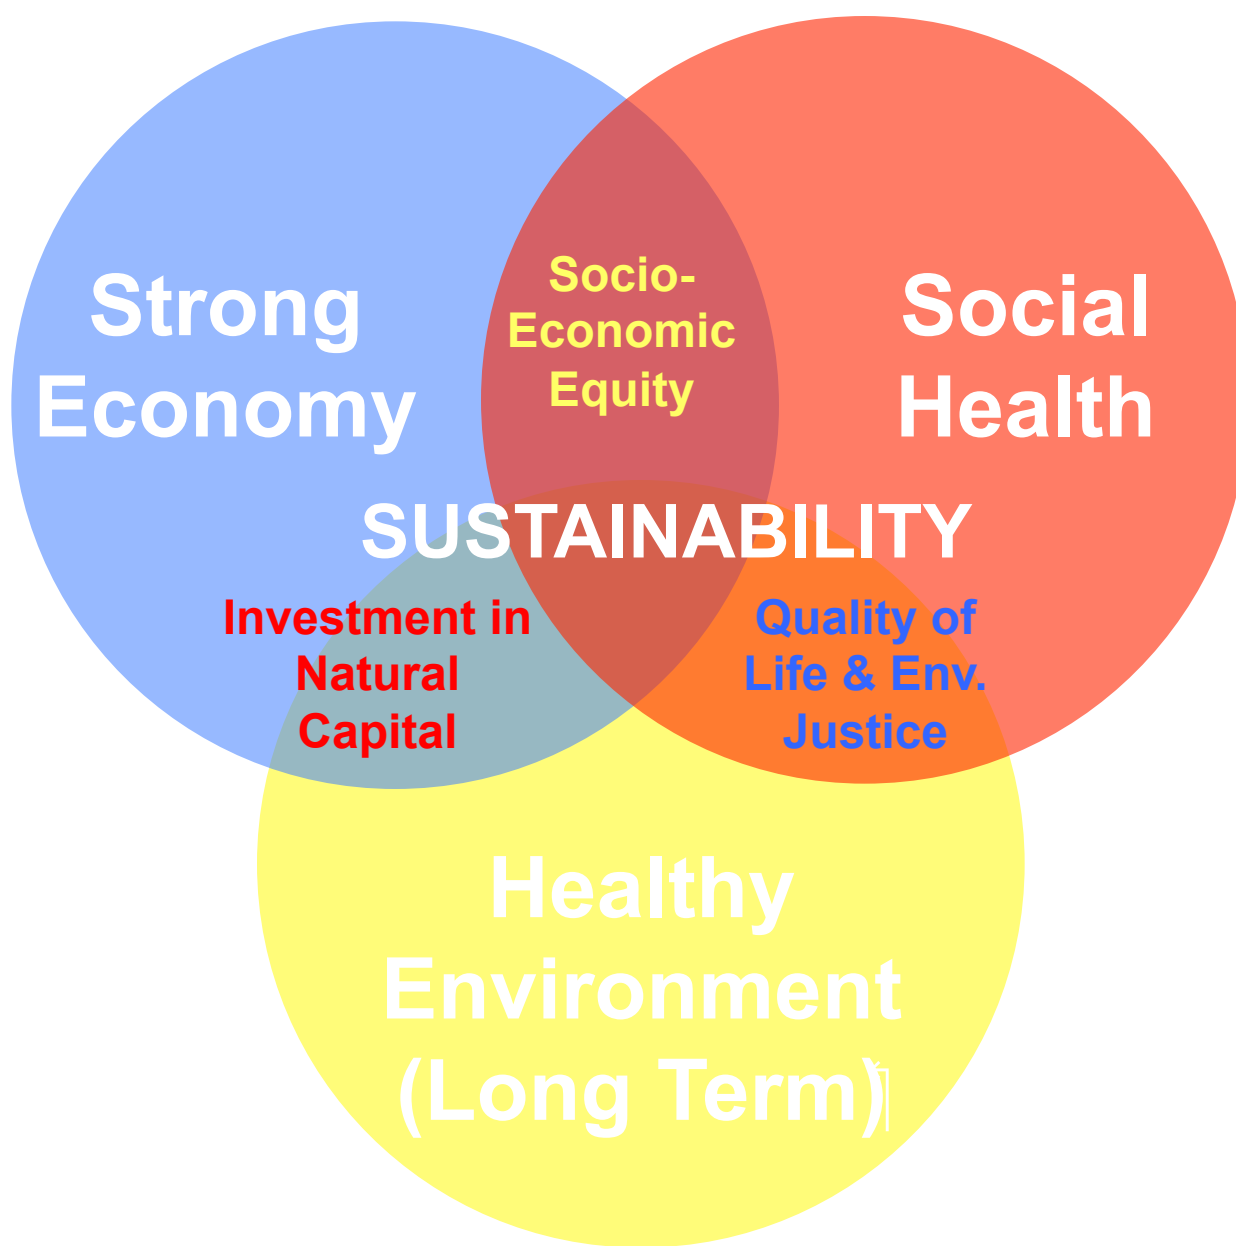 Strong
Economy
Socio-
Economic
Equity
Social
Health
SUSTAINABILITY
Investment in
Natural
Capital
Quality of
Life & Env.
Justice
Healthy
Environment
(Long Term)